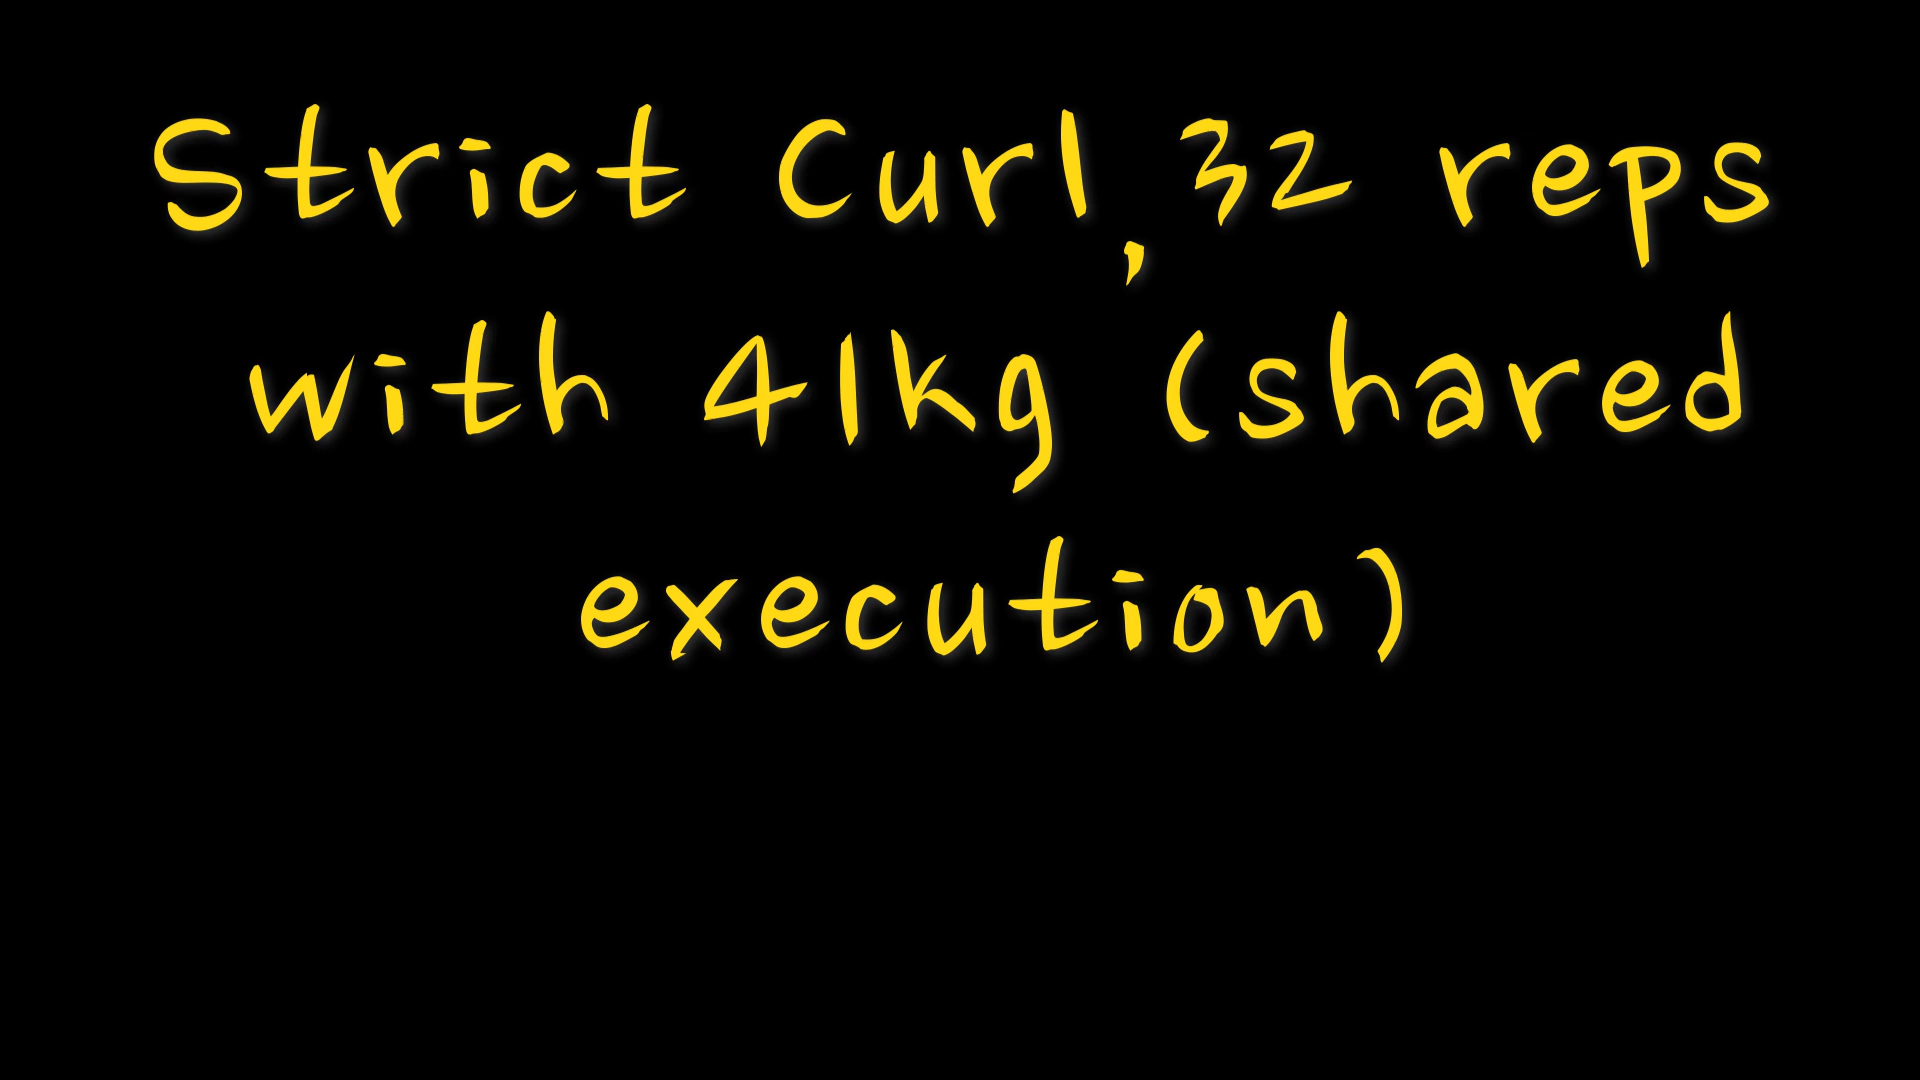 Strict Curl, 32 reps
with 41kg (shared
execution)